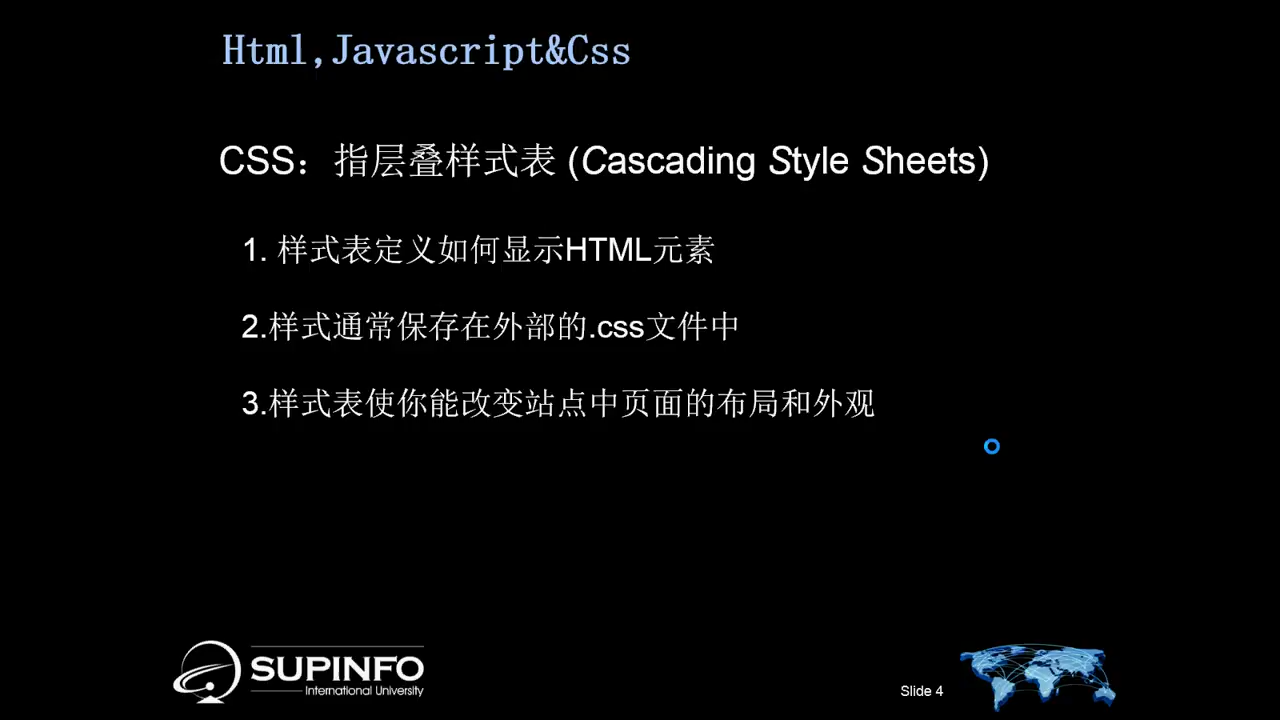 Html,Javascript&Css
CSS：指层叠样式表 (Cascading Style Sheets)
1. 样式表定义如何显示HTML元素
2.样式通常保存在外部的.css文件中
3.样式表使你能改变站点中页面的布局和外观
SUPINFO
International University
Slide 4